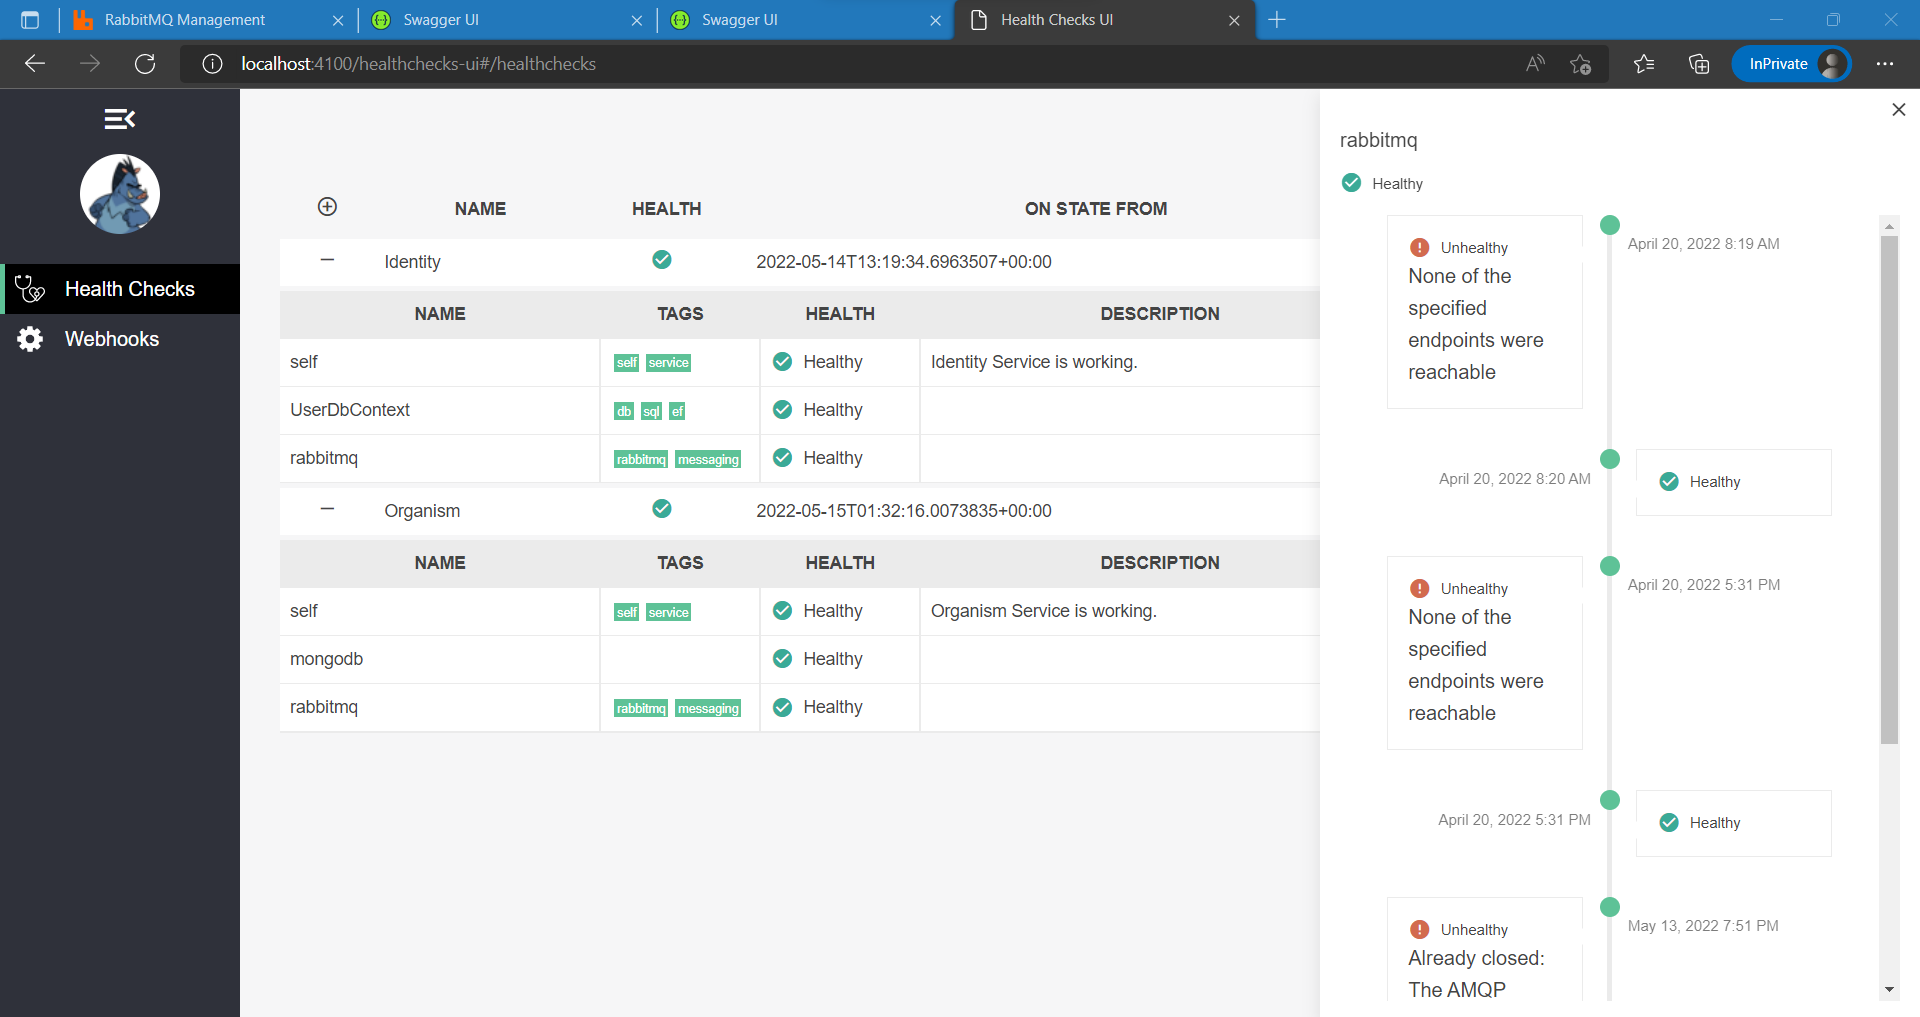 RabbitMQ Management
Swagger UI
Swagger UI
Health Checks UI
localhost:4100/healthchecks-ui#/healthchecks
InPrivate
Health Checks
Webhooks
NAME HEALTH ON STATE FROM
Identity 2022-05-14T13:19:34.6963507+00:00
NAME TAGS HEALTH DESCRIPTION
self self service Healthy Identity Service is working.
UserDbContext db sql ef Healthy
rabbitmq rabbitmq messaging Healthy
Organism 2022-05-15T01:32:16.0073835+00:00
NAME TAGS HEALTH DESCRIPTION
self self service Healthy Organism Service is working.
mongodb Healthy
rabbitmq rabbitmq messaging Healthy
rabbitmq
Healthy
Unhealthy
None of the
specified
endpoints were
reachable
April 20, 2022 8:19 AM
April 20, 2022 8:20 AM
Healthy
Unhealthy
None of the
specified
endpoints were
reachable
April 20, 2022 5:31 PM
April 20, 2022 5:31 PM
Healthy
Unhealthy
Already closed:
The AMQP
May 13, 2022 7:51 PM